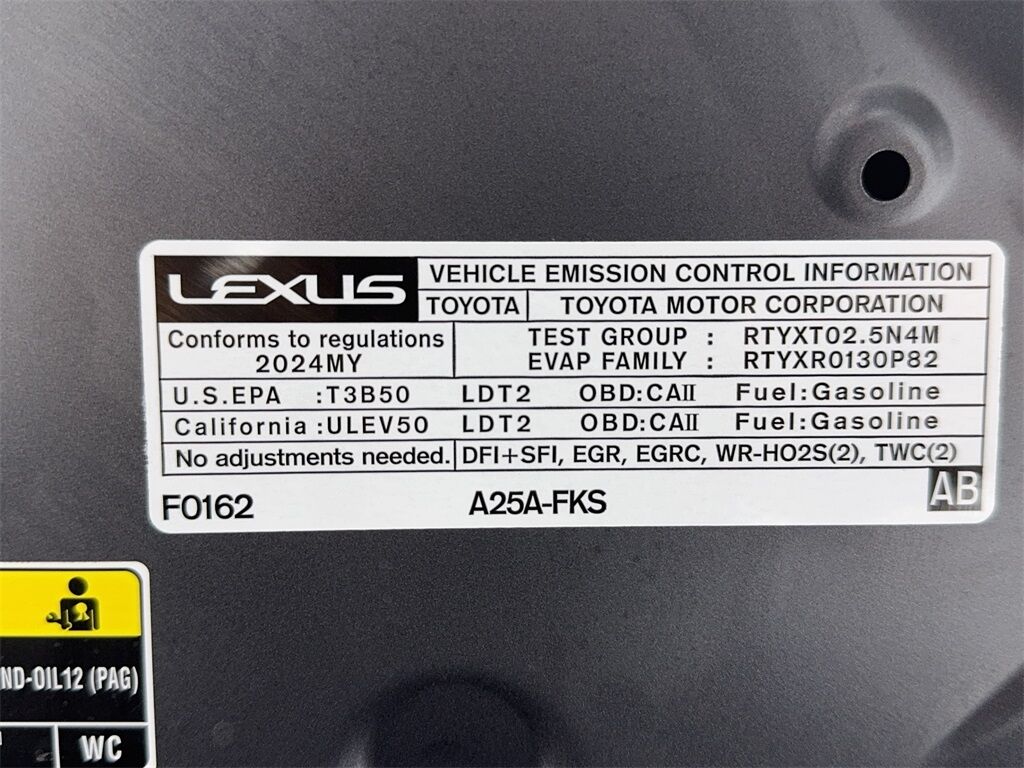 LEXUS
VEHICLE EMISSION CONTROL INFORMATION
TOYOTA TOYOTA MOTOR CORPORATION
Conforms to regulations
2024MY
TEST GROUP : RTYXT02.5N4M
EVAP FAMILY : RTYXR0130P82
U.S.EPA :T3B50 LDT2 OBD:CAII Fuel:Gasoline
California :ULEV50 LDT2 OBD:CAII Fuel:Gasoline
No adjustments needed. DFI+SFI, EGR, EGRC, WR-HO2S(2), TWC(2)
F0162 A25A-FKS AB
ND-OIL12 (PAG)
WC